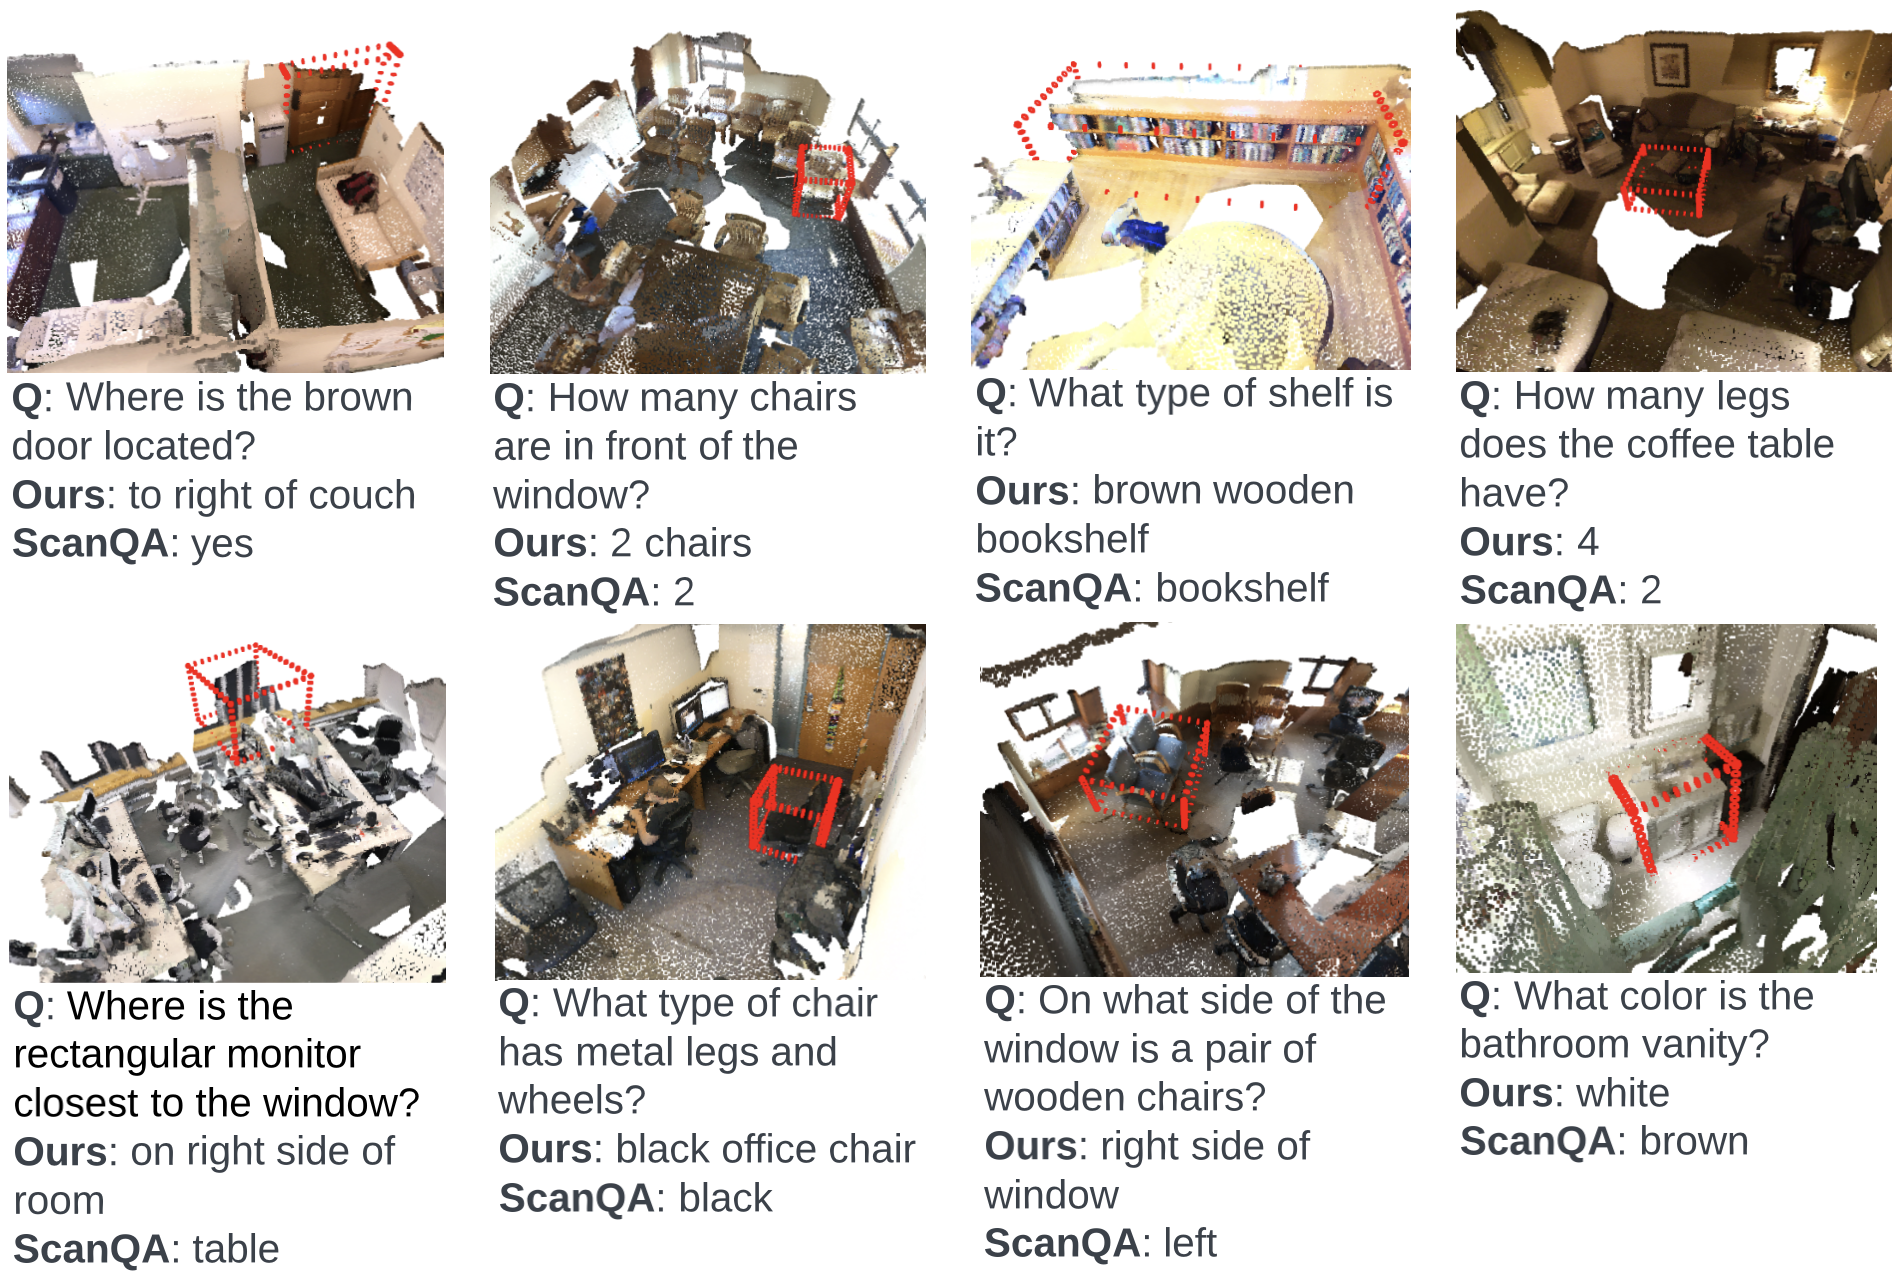 Q: Where is the brown
door located?
Ours: to right of couch
ScanQA: yes
Q: How many chairs
are in front of the
window?
Ours: 2 chairs
ScanQA: 2
Q: What type of shelf is
it?
Ours: brown wooden
bookshelf
ScanQA: bookshelf
Q: How many legs
does the coffee table
have?
Ours: 4
ScanQA: 2
Q: Where is the
rectangular monitor
closest to the window?
Ours: on right side of
room
ScanQA: table
Q: What type of chair
has metal legs and
wheels?
Ours: black office chair
ScanQA: black
Q: On what side of the
window is a pair of
wooden chairs?
Ours: right side of
window
ScanQA: left
Q: What color is the
bathroom vanity?
Ours: white
ScanQA: brown